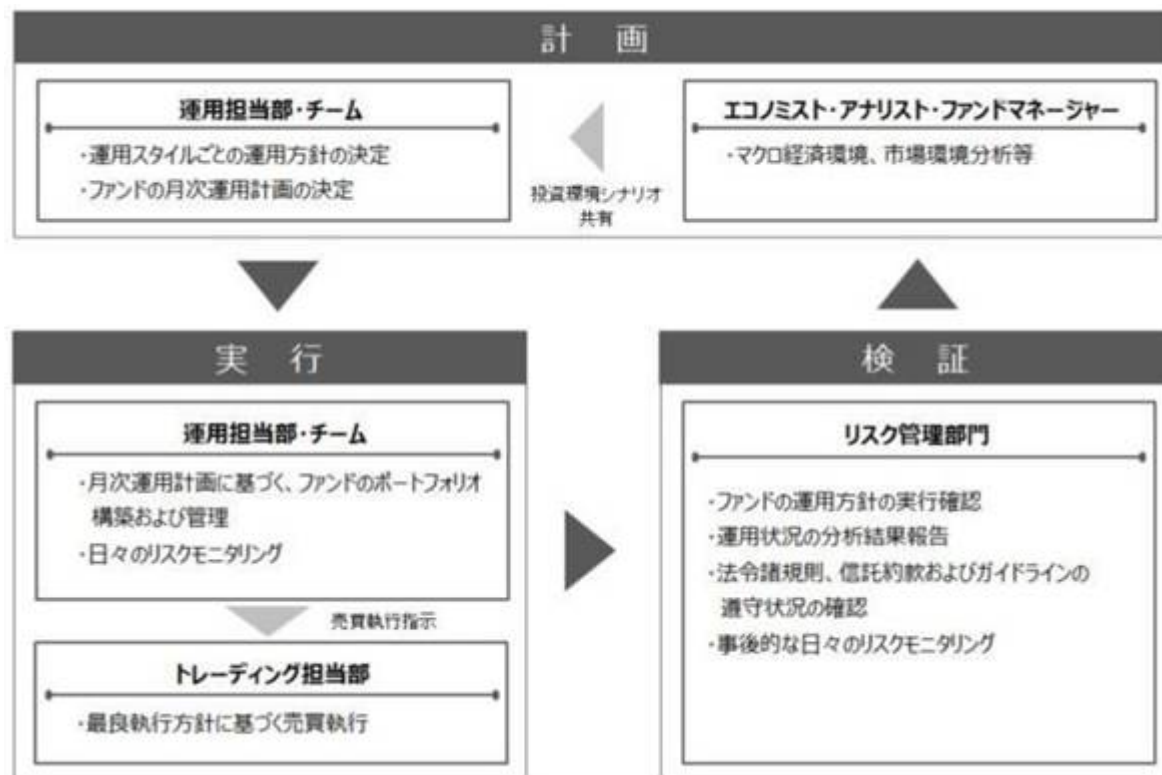 計 画
運用担当部・チーム
・運用スタイルごとの運用方針の決定
・ファンドの月次運用計画の決定
投資環境シナリオ
共有
エコノミスト・アナリスト・ファンドマネージャー
・マクロ経済環境、市場環境分析等
実 行
運用担当部・チーム
・月次運用計画に基づく、ファンドのポートフォリオ
構築および管理
・日々のリスクモニタリング
売買執行指示
トレーディング担当部
・最良執行方針に基づく売買執行
検 証
リスク管理部門
・ファンドの運用方針の実行確認
・運用状況の分析結果報告
・法令諸規則、信託約款およびガイドラインの
遵守状況の確認
・事後的な日々のリスクモニタリング